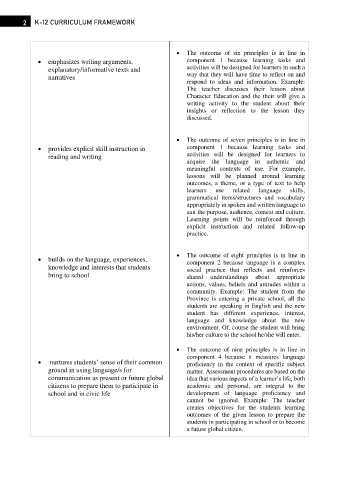 2 K-12 CURRICULUM FRAMEWORK
• emphasizes writing arguments,
explanatory/informative texts and
narratives
• The outcome of six principles is in line in
component 1 because learning tasks and
activities will be designed for learners in such a
way that they will have time to reflect on and
respond to ideas and information. Example:
The teacher discusses their lesson about
Character Education and the their will give a
writing activity to the student about their
insights or reflection to the lesson they
discussed.
• provides explicit skill instruction in
reading and writing
• The outcome of seven principles is in line in
component 1 because learning tasks and
activities will be designed for learners to
acquire the language in authentic and
meaningful contexts of use. For example,
lessons will be planned around learning
outcomes, a theme, or a type of text to help
learners use related language skills,
grammatical items/structures and vocabulary
appropriately in spoken and written language to
suit the purpose, audience, context and culture.
Learning points will be reinforced through
explicit instruction and related follow-up
practice.
• builds on the language, experiences,
knowledge and interests that students
bring to school
• The outcome of eight principles is in line in
component 2 because language is a complex
social practice that reflects and reinforces
shared understandings about appropriate
actions, values, beliefs and attitudes within a
community. Example: The student from the
Province is entering a private school, all the
students are speaking in English and the new
student has different experience, interest,
language and knowledge about the new
environment. Of, course the student will bring
his/her culture to the school he/she will enter.
• nurtures students' sense of their common
ground in using language/s for
communication as present or future global
citizens to prepare them to participate in
school and in civic life
• The outcome of nine principles is in line in
component 4 because it measures language
proficiency in the context of specific subject
matter. Assessment procedures are based on the
idea that various aspects of a learner's life, both
academic and personal, are integral to the
development of language proficiency and
cannot be ignored. Example: The teacher
creates objectives for the students learning
outcomes of the given lesson to prepare the
students in participating in school or to become
a future global citizen.